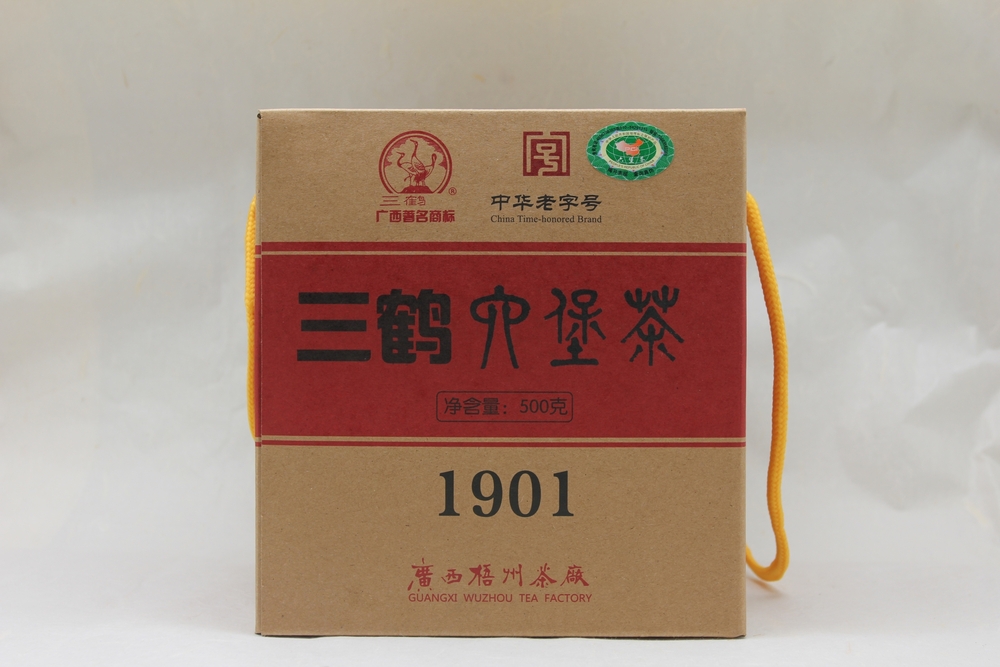 三鹤
®
广西著名商标
号
中华老字号
China Time-honored Brand
三鹤六堡茶
净含量：500克
1901
廣西梧州茶廠
GUANGXI WUZHOU TEA FACTORY